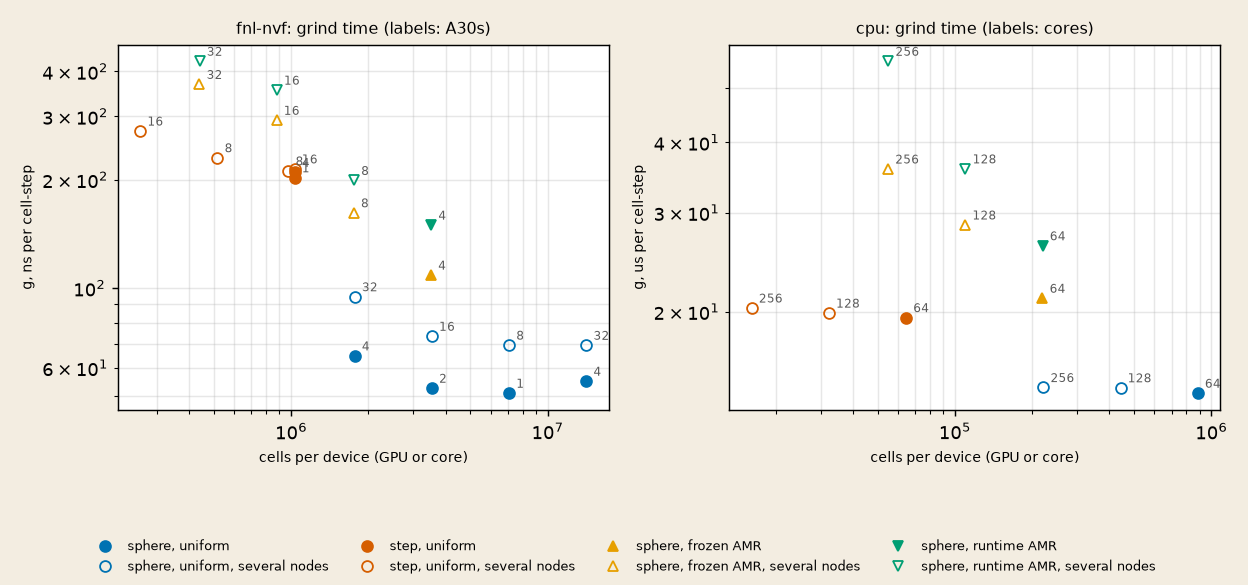 fnl-nvf: grind time (labels: A30s)
g, ns per cell-step
4 × 10²
3 × 10²
2 × 10²
10²
6 × 10¹
32
32
16
16
16
8
16
1
8
8
4
4
32
16
8
32
4
2
1
4
10⁶
10⁷
cells per device (GPU or core)
cpu: grind time (labels: cores)
g, us per cell-step
4 × 10¹
3 × 10¹
2 × 10¹
256
256
128
128
64
64
256
128
64
256
128
64
10⁵
10⁶
cells per device (GPU or core)
sphere, uniform
sphere, uniform, several nodes
step, uniform
step, uniform, several nodes
sphere, frozen AMR
sphere, frozen AMR, several nodes
sphere, runtime AMR
sphere, runtime AMR, several nodes